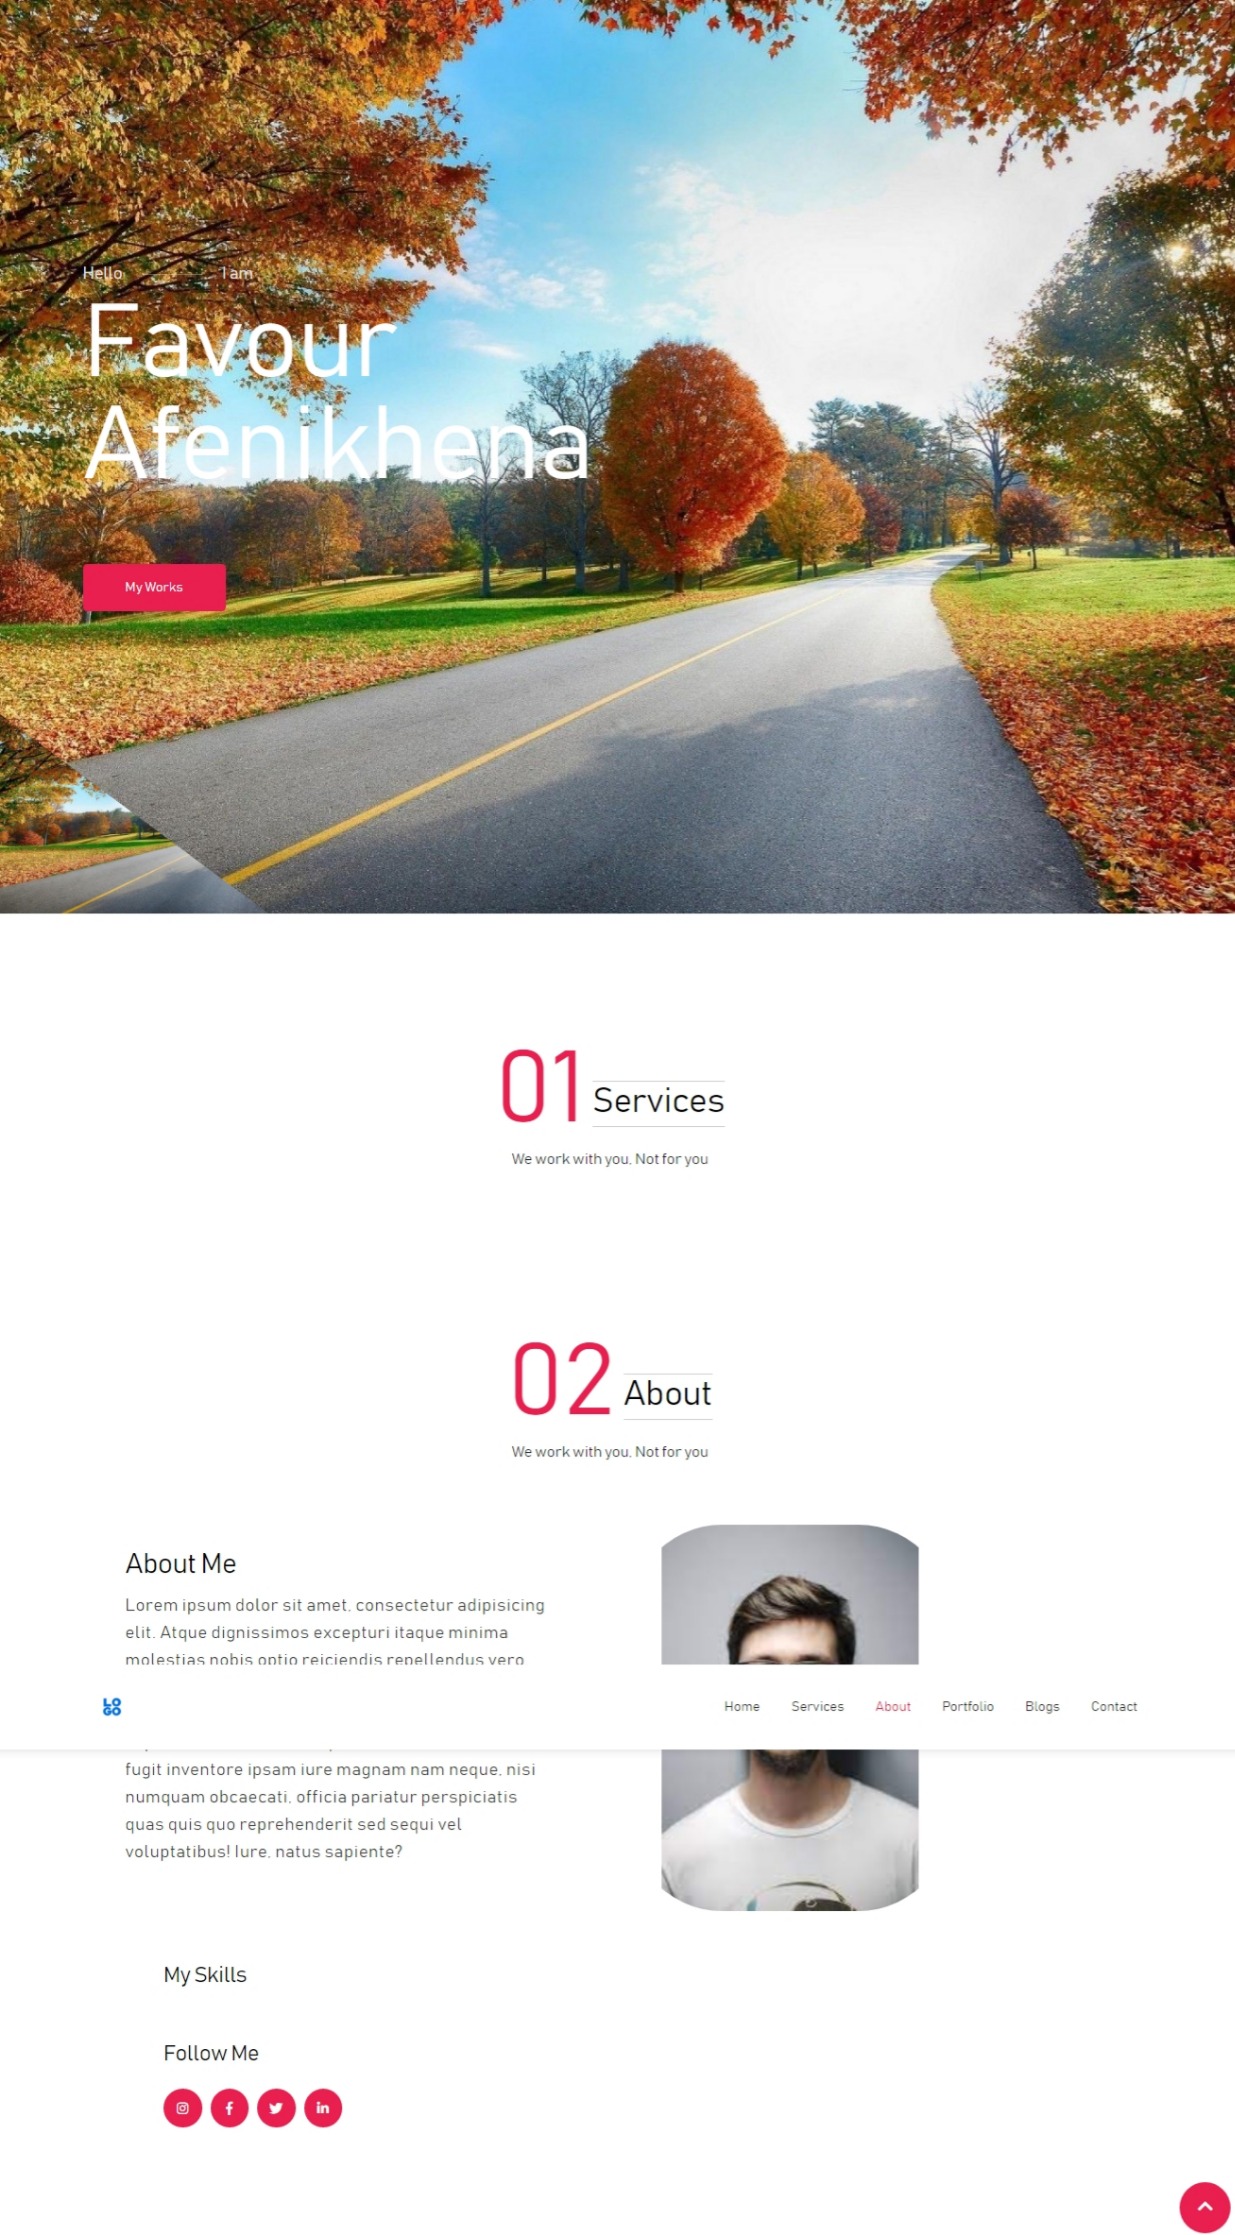 Hello I am
Favour
Afenikhena
My Works
01 Services
We work with you, Not for you
02 About
We work with you, Not for you
About Me
Lorem ipsum dolor sit amet, consectetur adipisicing
elit. Atque dignissimos excepturi itaque minima
molestias nobis optio reiciendis repellendus vero
LO
GO
Home Services About Portfolio Blogs Contact
fugit inventore ipsam iure magnam nam neque, nisi
numquam obcaecati, officia pariatur perspiciatis
quas quis quo reprehenderit sed sequi vel
voluptatibus! Iure, natus sapiente?
My Skills
Follow Me